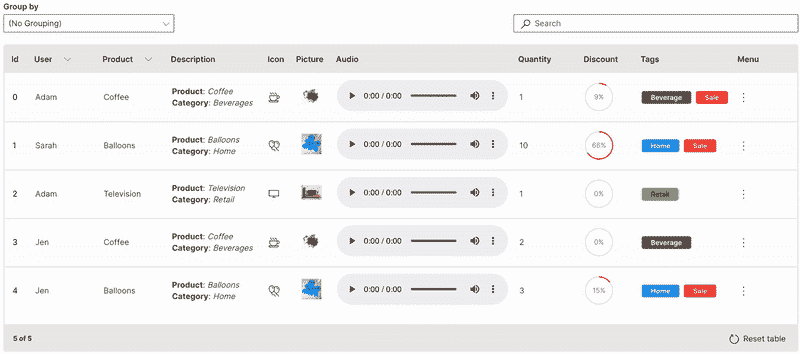 Group by
(No Grouping)
Search
Id User Product Description Icon Picture Audio Quantity Discount Tags Menu
0 Adam Coffee Product: Coffee Category: Beverages 0:00 / 0:00 1 9% Beverage Sale
1 Sarah Balloons Product: Balloons Category: Home 0:00 / 0:00 10 66% Home Sale
2 Adam Television Product: Television Category: Retail 0:00 / 0:00 1 0% Retail
3 Jen Coffee Product: Coffee Category: Beverages 0:00 / 0:00 2 0% Beverage
4 Jen Balloons Product: Balloons Category: Home 0:00 / 0:00 3 15% Home Sale
5 of 5 Reset table